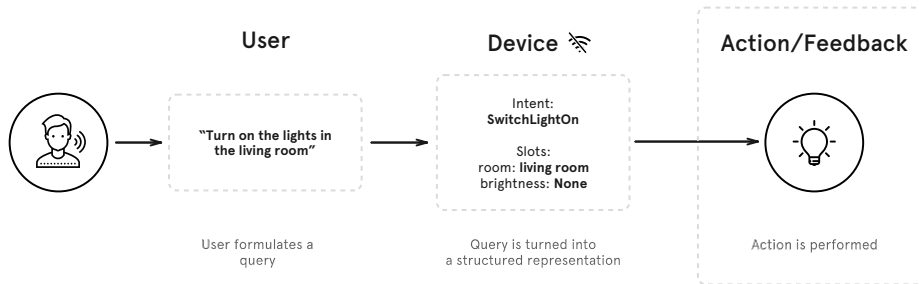 User
Device
Action/Feedback
“Turn on the lights in
the living room”
Intent:
SwitchLightOn
Slots:
room: living room
brightness: None
User formulates a
query
Query is turned into
a structured representation
Action is performed